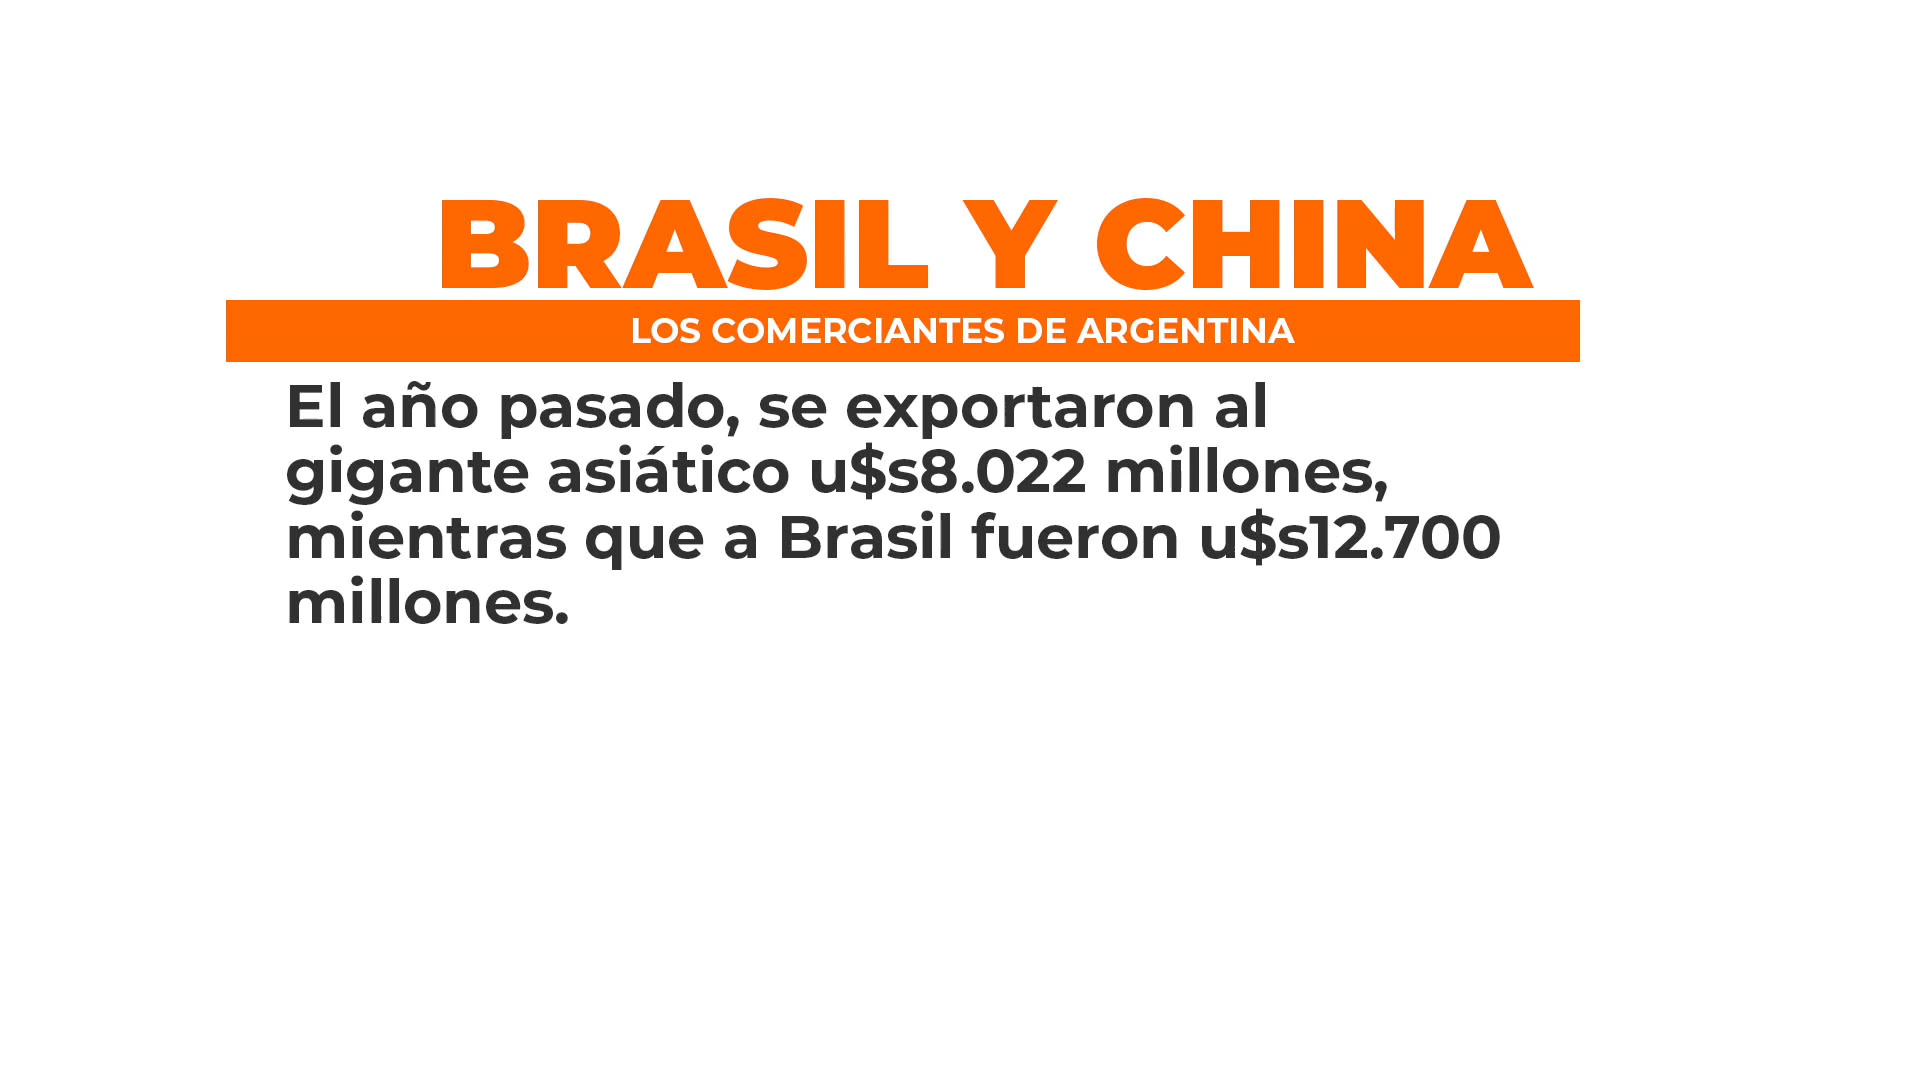 BRASIL Y CHINA
LOS COMERCIANTES DE ARGENTINA
El año pasado, se exportaron al
gigante asiático u$s8.022 millones,
mientras que a Brasil fueron u$s12.700
millones.